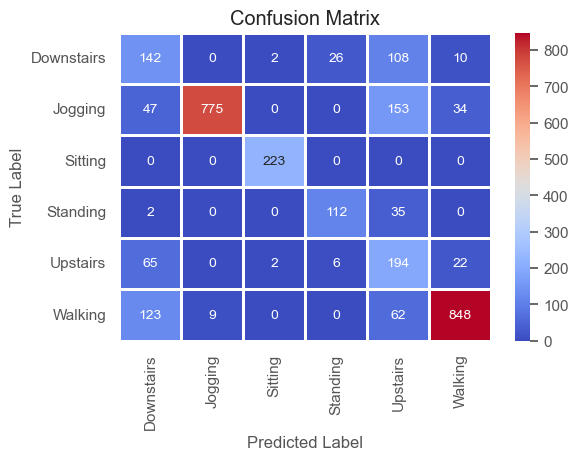 Confusion Matrix
True Label
Downstairs 142 0 2 26 108 10
Jogging 47 775 0 0 153 34
Sitting 0 0 223 0 0 0
Standing 2 0 0 112 35 0
Upstairs 65 0 2 6 194 22
Walking 123 9 0 0 62 848
Downstairs Jogging Sitting Standing Upstairs Walking
Predicted Label
800
700
600
500
400
300
200
100
0